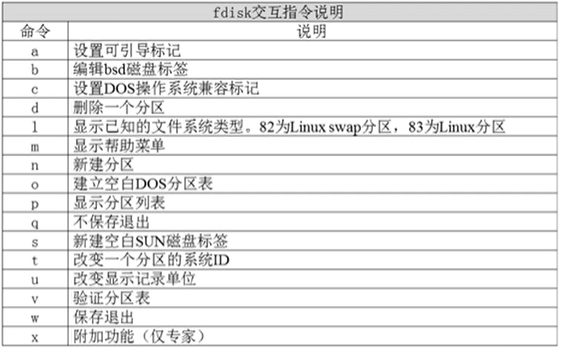 fdisk交互指令说明
命令 说明
a 设置可引导标记
b 编辑bsd磁盘标签
c 设置DOS操作系统兼容标记
d 删除一个分区
l 显示已知的文件系统类型。82为Linux swap分区，83为Linux分区
m 显示帮助菜单
n 新建分区
o 建立空白DOS分区表
p 显示分区列表
q 不保存退出
s 新建空白SUN磁盘标签
t 改变一个分区的系统ID
u 改变显示记录单位
v 验证分区表
w 保存退出
x 附加功能（仅专家）